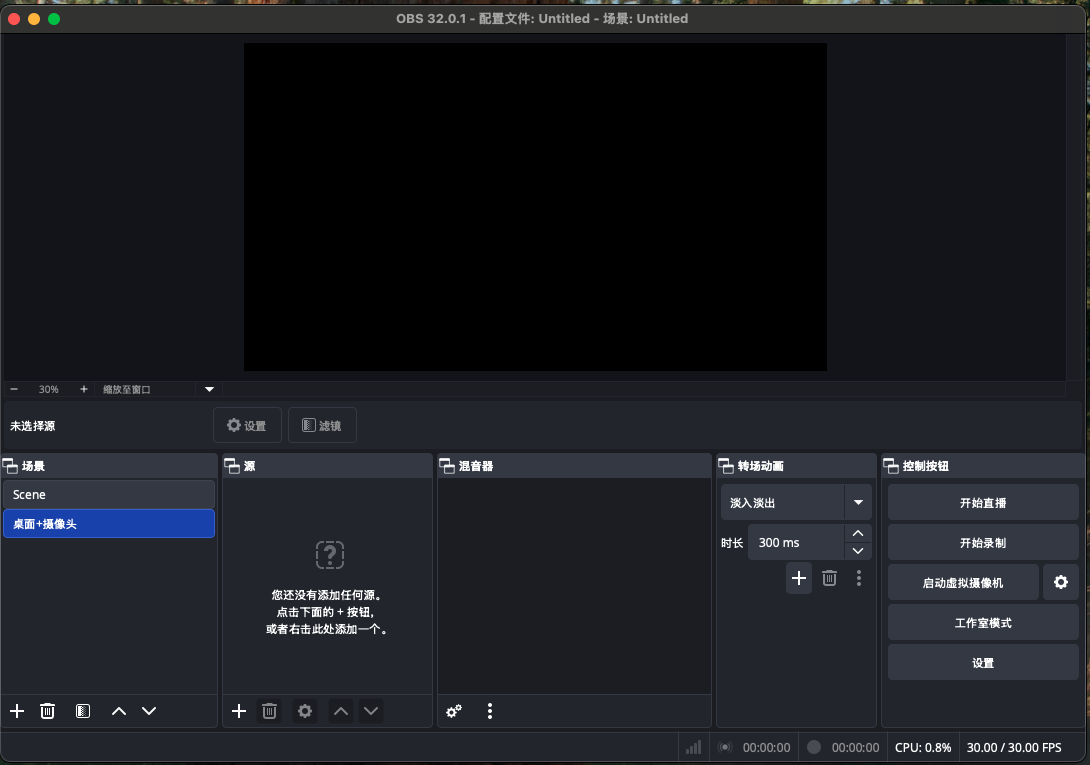 OBS 32.0.1 - 配置文件: Untitled - 场景: Untitled
30%
缩放至窗口
未选择源
设置
滤镜
场景
源
混音器
转场动画
控制按钮
Scene
桌面+摄像头
您还没有添加任何源。
点击下面的 + 按钮，
或者右击此处添加一个。
淡入淡出
时长
300 ms
开始直播
开始录制
启动虚拟摄像机
工作室模式
设置
00:00:00
00:00:00
CPU: 0.8%
30.00 / 30.00 FPS